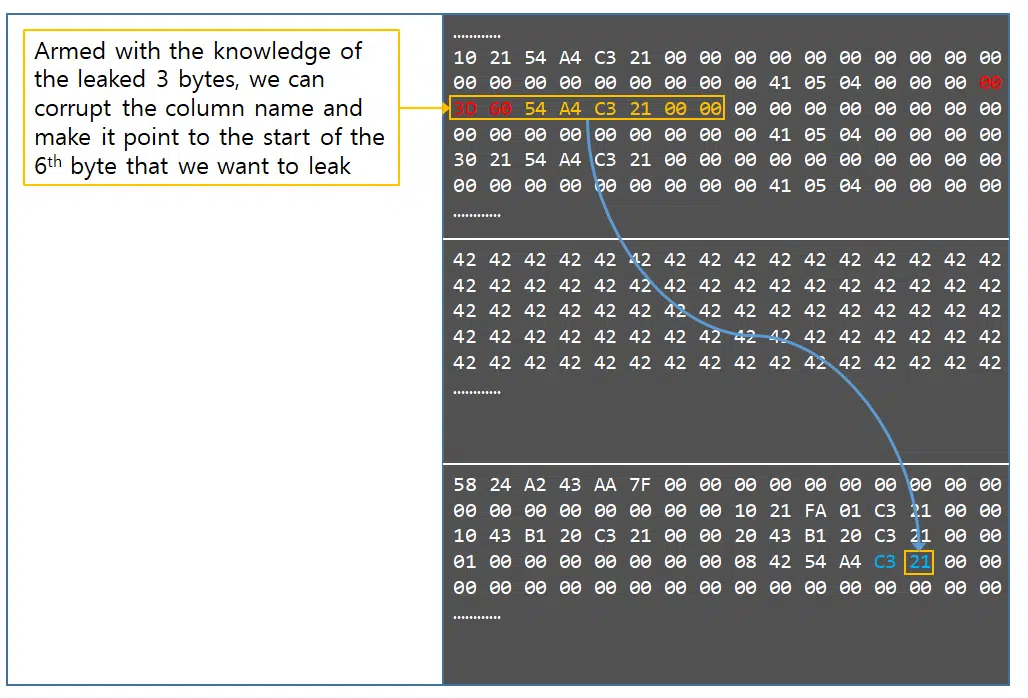 Armed with the knowledge of
the leaked 3 bytes, we can
corrupt the column name and
make it point to the start of the
6th byte that we want to leak
............
10 21 54 A4 C3 21 00 00 00 00 00 00 00 00 00 00
00 00 00 00 00 00 00 00 00 41 05 04 00 00 00 00
3D 60 54 A4 C3 21 00 00 00 00 00 00 00 00 00 00
00 00 00 00 00 00 00 00 00 41 05 04 00 00 00 00
30 21 54 A4 C3 21 00 00 00 00 00 00 00 00 00 00
00 00 00 00 00 00 00 00 00 41 05 04 00 00 00 00
............
42 42 42 42 42 42 42 42 42 42 42 42 42 42 42 42
42 42 42 42 42 42 42 42 42 42 42 42 42 42 42 42
42 42 42 42 42 42 42 42 42 42 42 42 42 42 42 42
42 42 42 42 42 42 42 42 42 42 42 42 42 42 42 42
42 42 42 42 42 42 42 42 42 42 42 42 42 42 42 42
............
58 24 A2 43 AA 7F 00 00 00 00 00 00 00 00 00 00
00 00 00 00 00 00 00 00 10 21 FA 01 C3 21 00 00
10 43 B1 20 C3 21 00 00 20 43 B1 20 C3 21 00 00
01 00 00 00 00 00 00 00 08 42 54 A4 C3 21 00 00
00 00 00 00 00 00 00 00 00 00 00 00 00 00 00 00
............